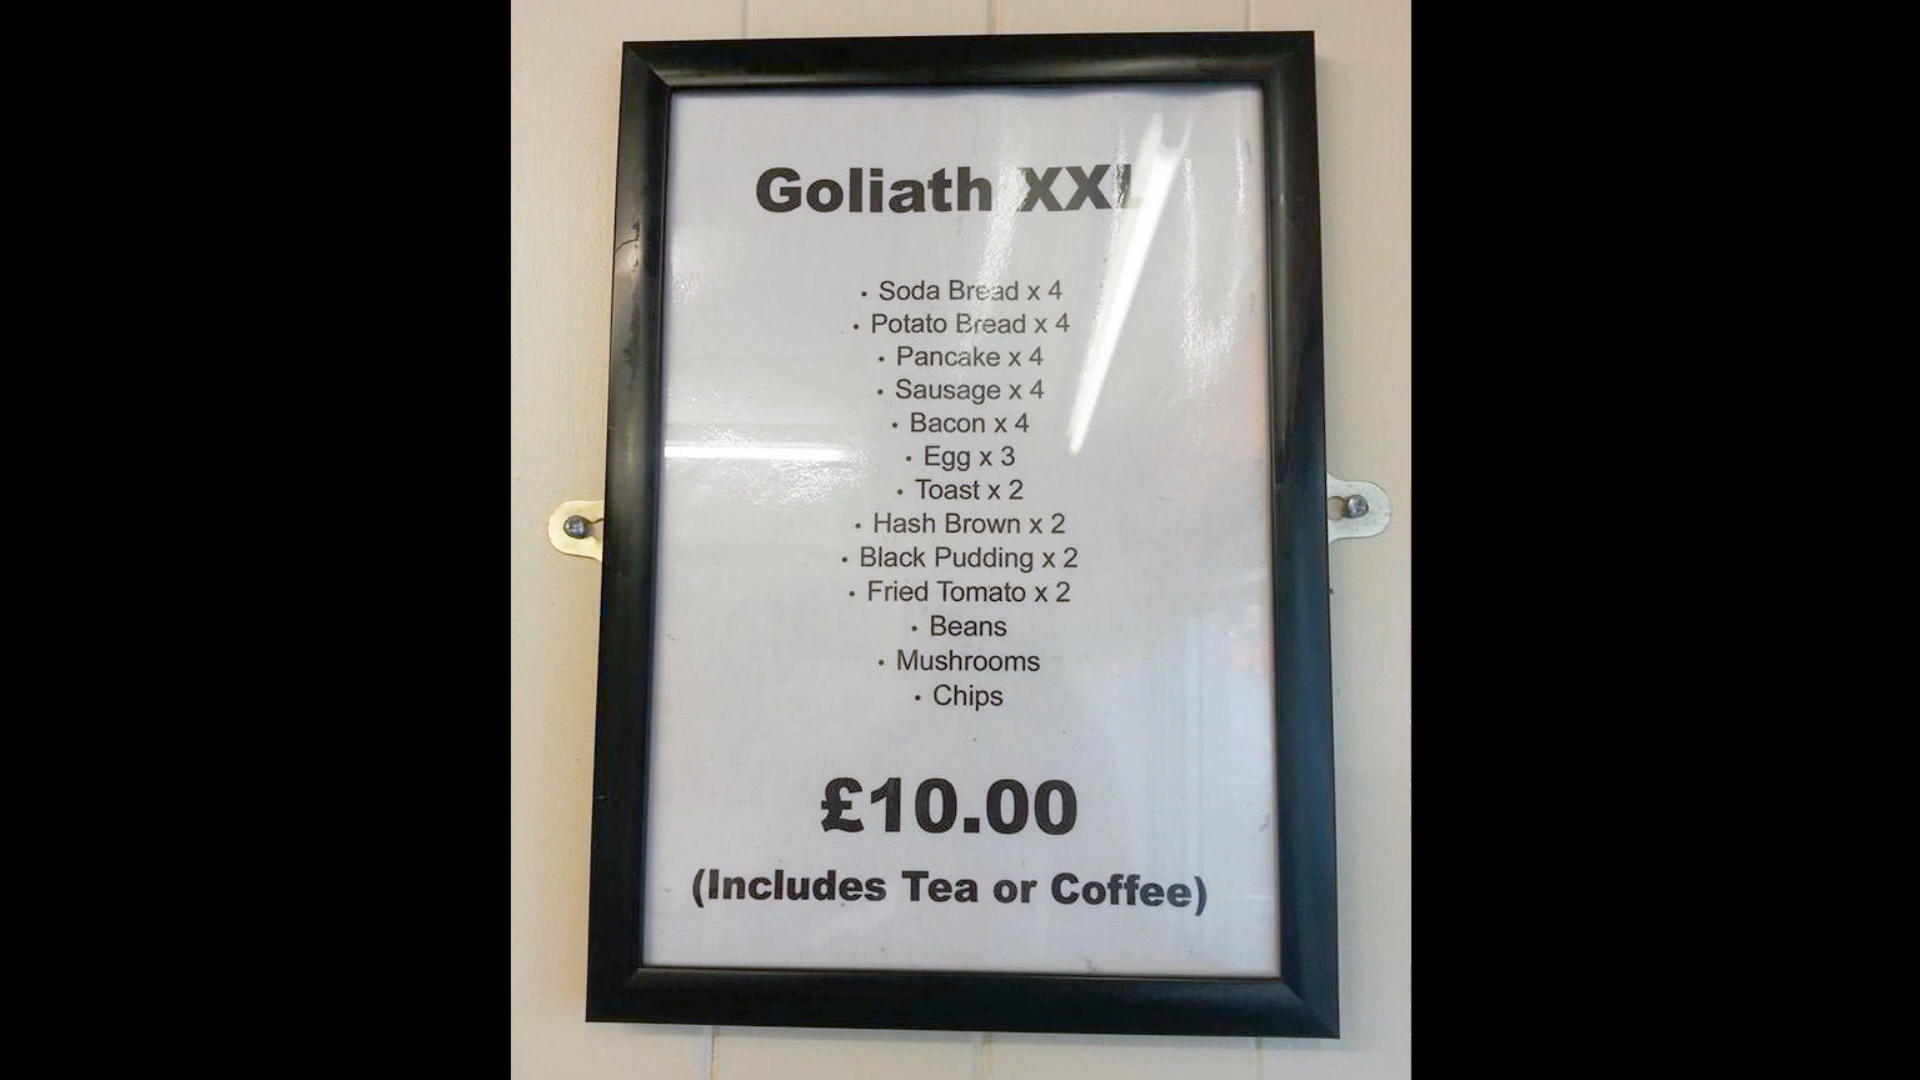 Goliath XXL
• Soda Bread x 4
• Potato Bread x 4
• Pancake x 4
• Sausage x 4
• Bacon x 4
• Egg x 3
• Toast x 2
• Hash Brown x 2
• Black Pudding x 2
• Fried Tomato x 2
• Beans
• Mushrooms
• Chips
£10.00
(Includes Tea or Coffee)